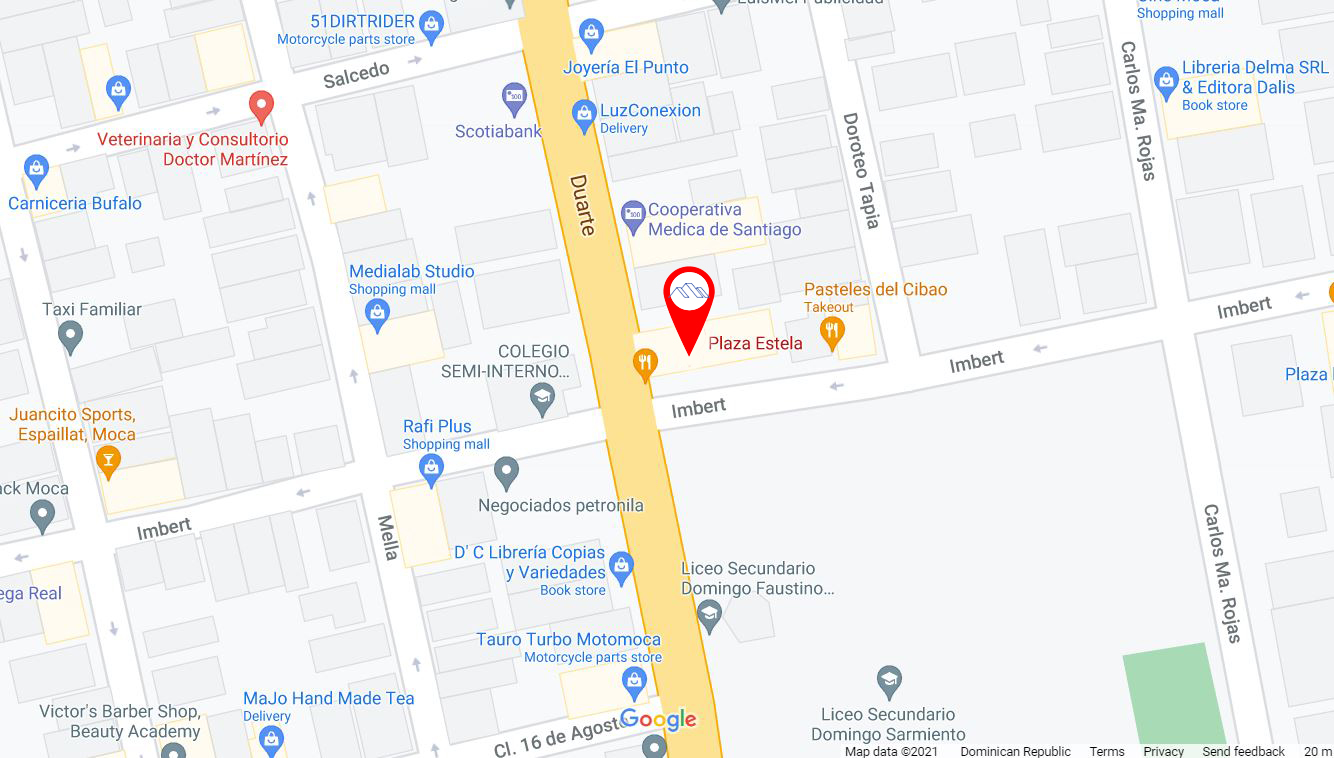 51DIRTRIDER
Motorcycle parts store
Shopping mall
Joyería El Punto
Salcedo
Libreria Delma SRL
& Editora Dalis
Book store
LuzConexion
Delivery
Scotiabank
Veterinaria y Consultorio
Doctor Martínez
Carniceria Bufalo
Doroteo Tapia
Carlos Ma. Rojas
Duarte
Cooperativa
Medica de Santiago
Medialab Studio
Shopping mall
Taxi Familiar
Pasteles del Cibao
Takeout
Plaza Estela
Imbert
Imbert
COLEGIO
SEMI-INTERNO...
Plaza
Imbert
Juancito Sports,
Espaillat, Moca
Rafi Plus
Shopping mall
Moca
Negociados petronila
Imbert
Mella
Carlos Ma. Rojas
D' C Librería Copias
y Variedades
Book store
Liceo Secundario
Domingo Faustino...
Real
Tauro Turbo Motomoca
Motorcycle parts store
MaJo Hand Made Tea
Delivery
Victor's Barber Shop,
Beauty Academy
Cl. 16 de Agosto
Google
Liceo Secundario
Domingo Sarmiento
Map data ©2021 Dominican Republic Terms Privacy Send feedback 20 m